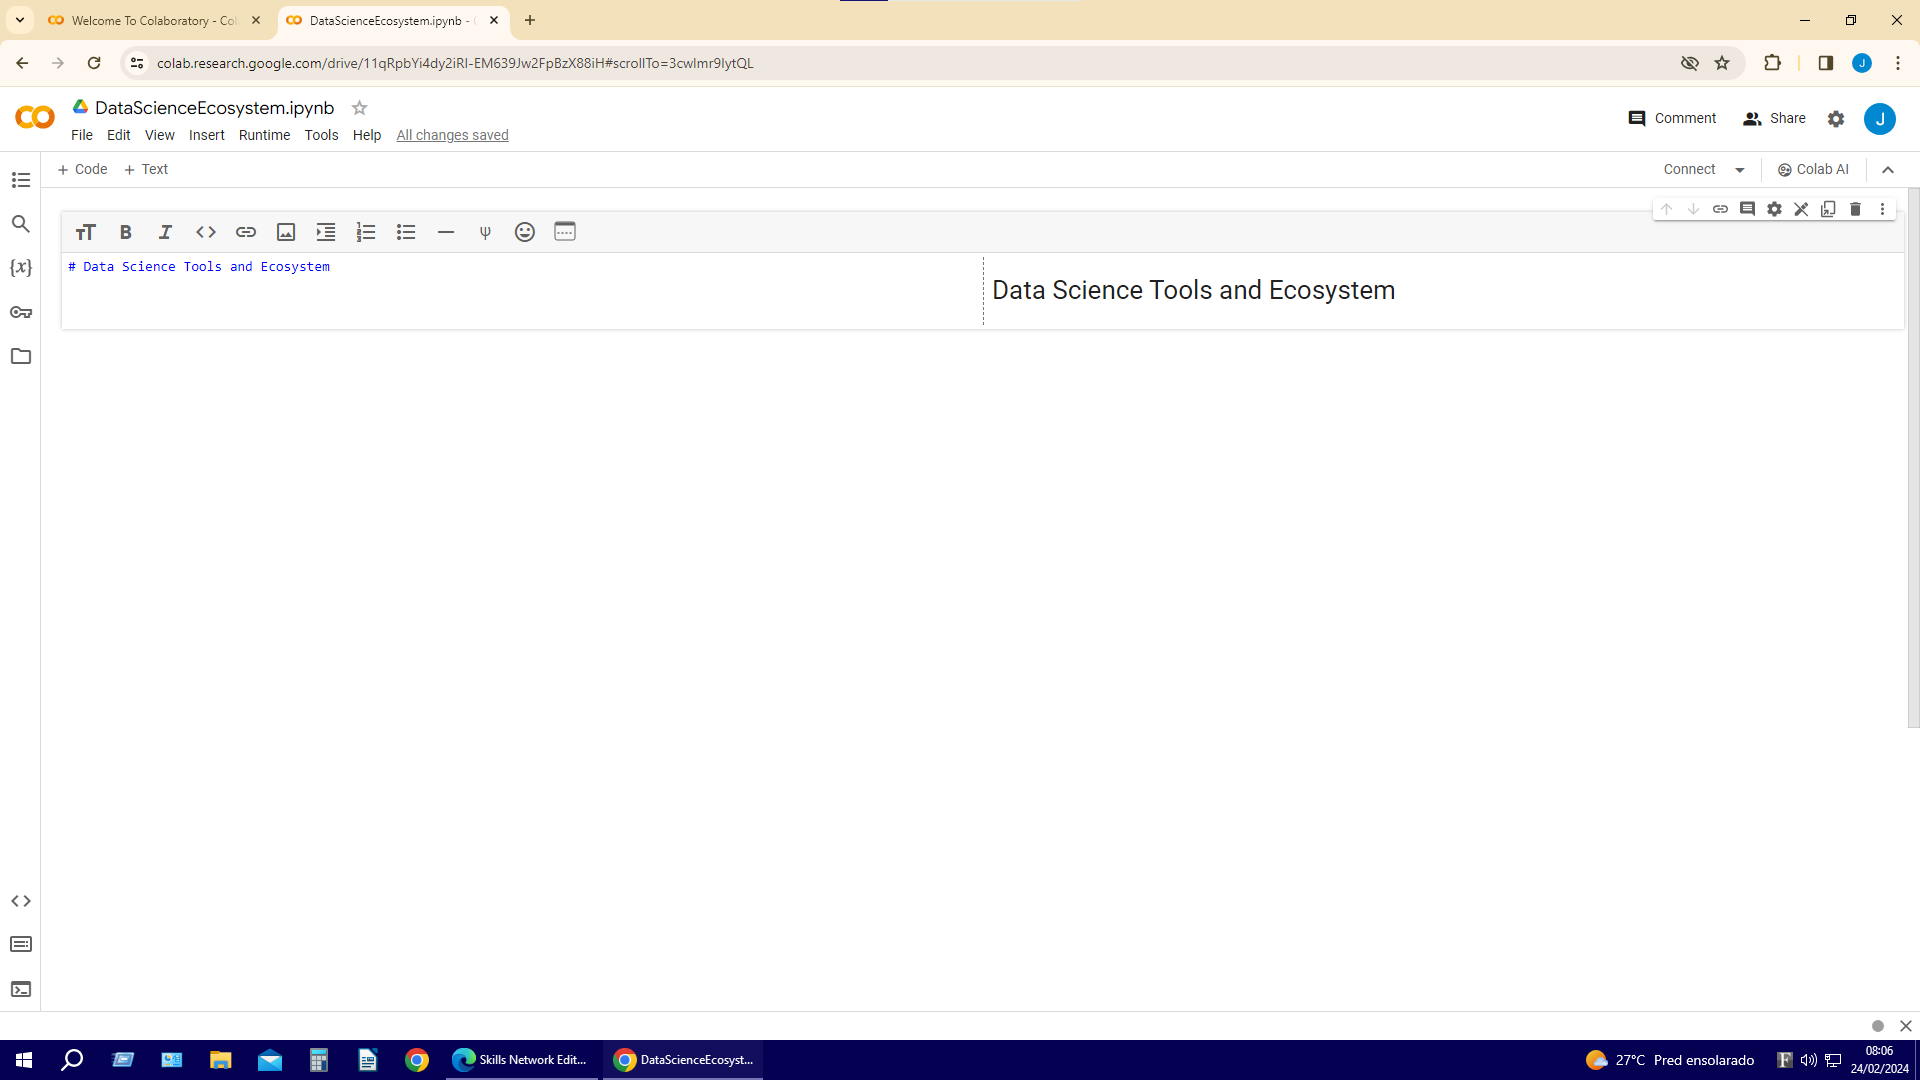 Welcome To Colaboratory - Col
DataScienceEcosystem.ipynb -
colab.research.google.com/drive/11qRpbYi4dy2iRI-EM639Jw2FpBzX88iH#scrollTo=3cwlmr9IytQL
J
DataScienceEcosystem.ipynb
File Edit View Insert Runtime Tools Help All changes saved
Comment Share J
+ Code + Text
Connect Colab AI
# Data Science Tools and Ecosystem
Data Science Tools and Ecosystem
Skills Network Edit...
DataScienceEcosyst...
27°C Pred ensolarado
08:06
24/02/2024